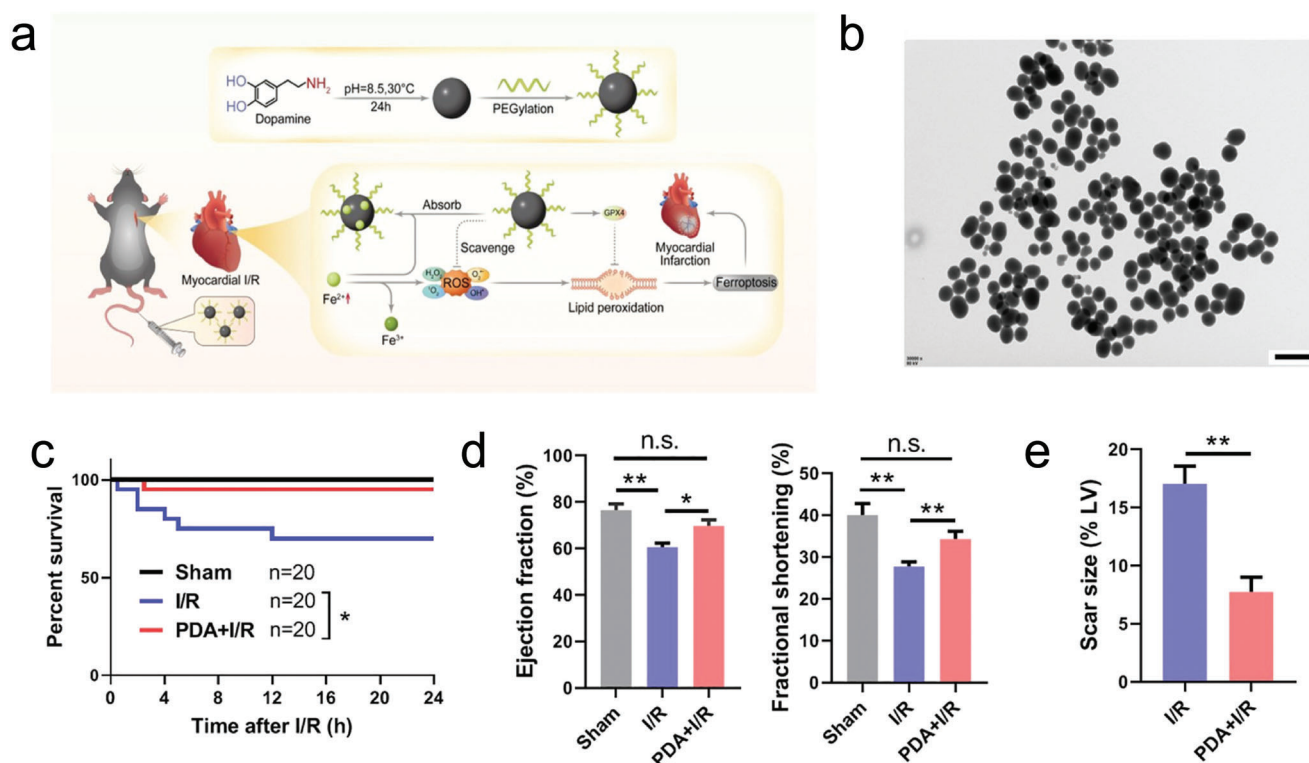 a
HO
HO
NH₂
Dopamine
pH=8.5,30°C
24h
PEGylation
Myocardial I/R
Absorb
Scavenge
GPX4
Myocardial
Infarction
Fe²⁺↑
H₂O₂
O₂•⁻
ROS
¹O₂
Lipid peroxidation
Ferroptosis
Fe³⁺
b
c
Percent survival
100
50
0
Sham n=20
I/R n=20
PDA+I/R n=20
*
0 4 8 12 16 20 24
Time after I/R (h)
d
Ejection fraction (%)
100
80
60
40
20
0
n.s.
** *
Sham I/R PDA+I/R
Fractional shortening (%)
50
40
30
20
10
0
n.s.
** **
Sham I/R PDA+I/R
e
Scar size (% LV)
20
15
10
5
0
**
I/R PDA+I/R